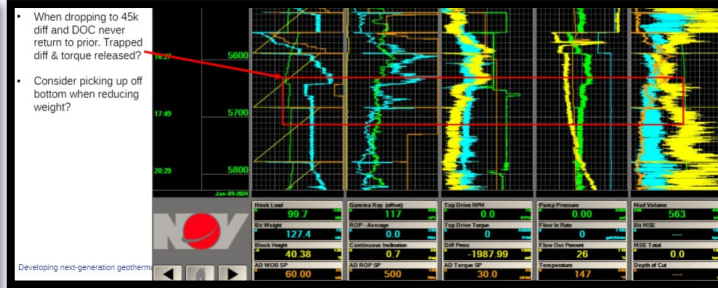 • When dropping to 45k
diff and DOC never
return to prior. Trapped
diff & torque released?
• Consider picking up off
bottom when reducing
weight?
16:27
5600
17:49
5700
20:29
5800
Jan-09-2024
NOV
Hook Load
99.7
Gamma Ray (offset)
117
Top Drive RPM
0.0
Pump Pressure
0.00
Mud Volume
563
Bit Weight
127.4
ROP - Average
0.0
Top Drive Torque
0
Flow In Rate
0
Bit MSE
Block Height
40.38
Continuous Inclination
0.7
Diff Press
-1987.99
Flow Out Percent
26
MSE Total
0.0
AD WOB SP
60.00
AD ROP SP
500
AD Torque SP
30.0
Temperature
147
Depth of Cut
Developing next-generation geotherma